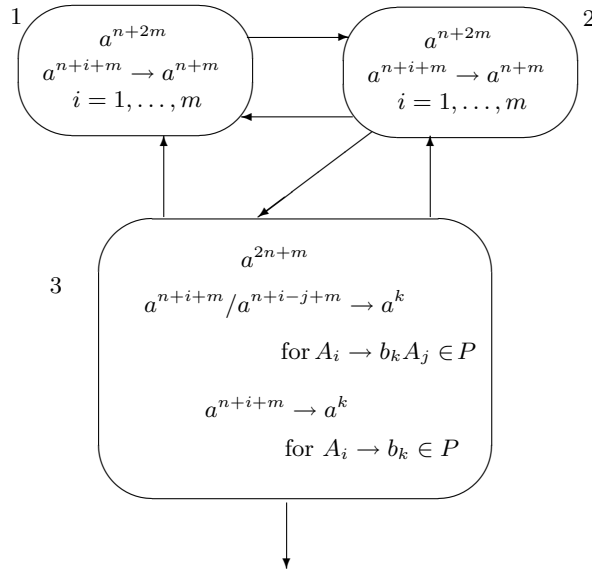 1
a^{n+2m}
a^{n+i+m} → a^{n+m}
i = 1, . . . , m
2
a^{n+2m}
a^{n+i+m} → a^{n+m}
i = 1, . . . , m
3
a^{2n+m}
a^{n+i+m}/a^{n+i−j+m} → a^k
for A_i → b_k A_j ∈ P
a^{n+i+m} → a^k
for A_i → b_k ∈ P